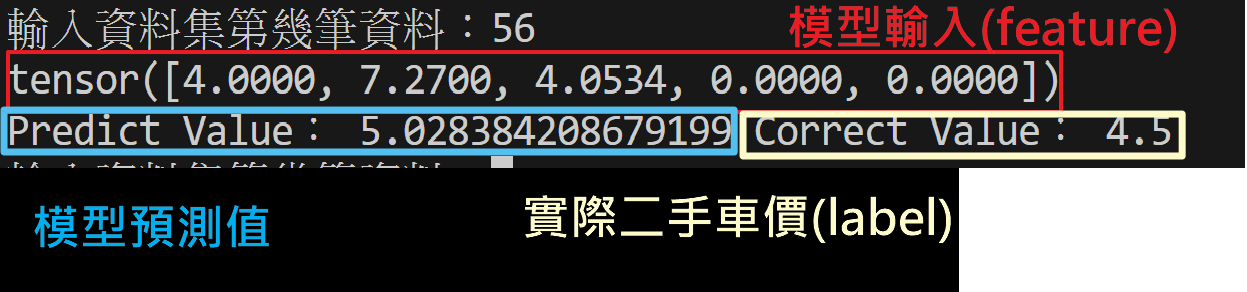 輸入資料集第幾筆資料：56
模型輸入(feature)
tensor([4.0000, 7.2700, 4.0534, 0.0000, 0.0000])
Predict Value： 5.028384208679199 Correct Value： 4.5
模型預測值
實際二手車價(label)